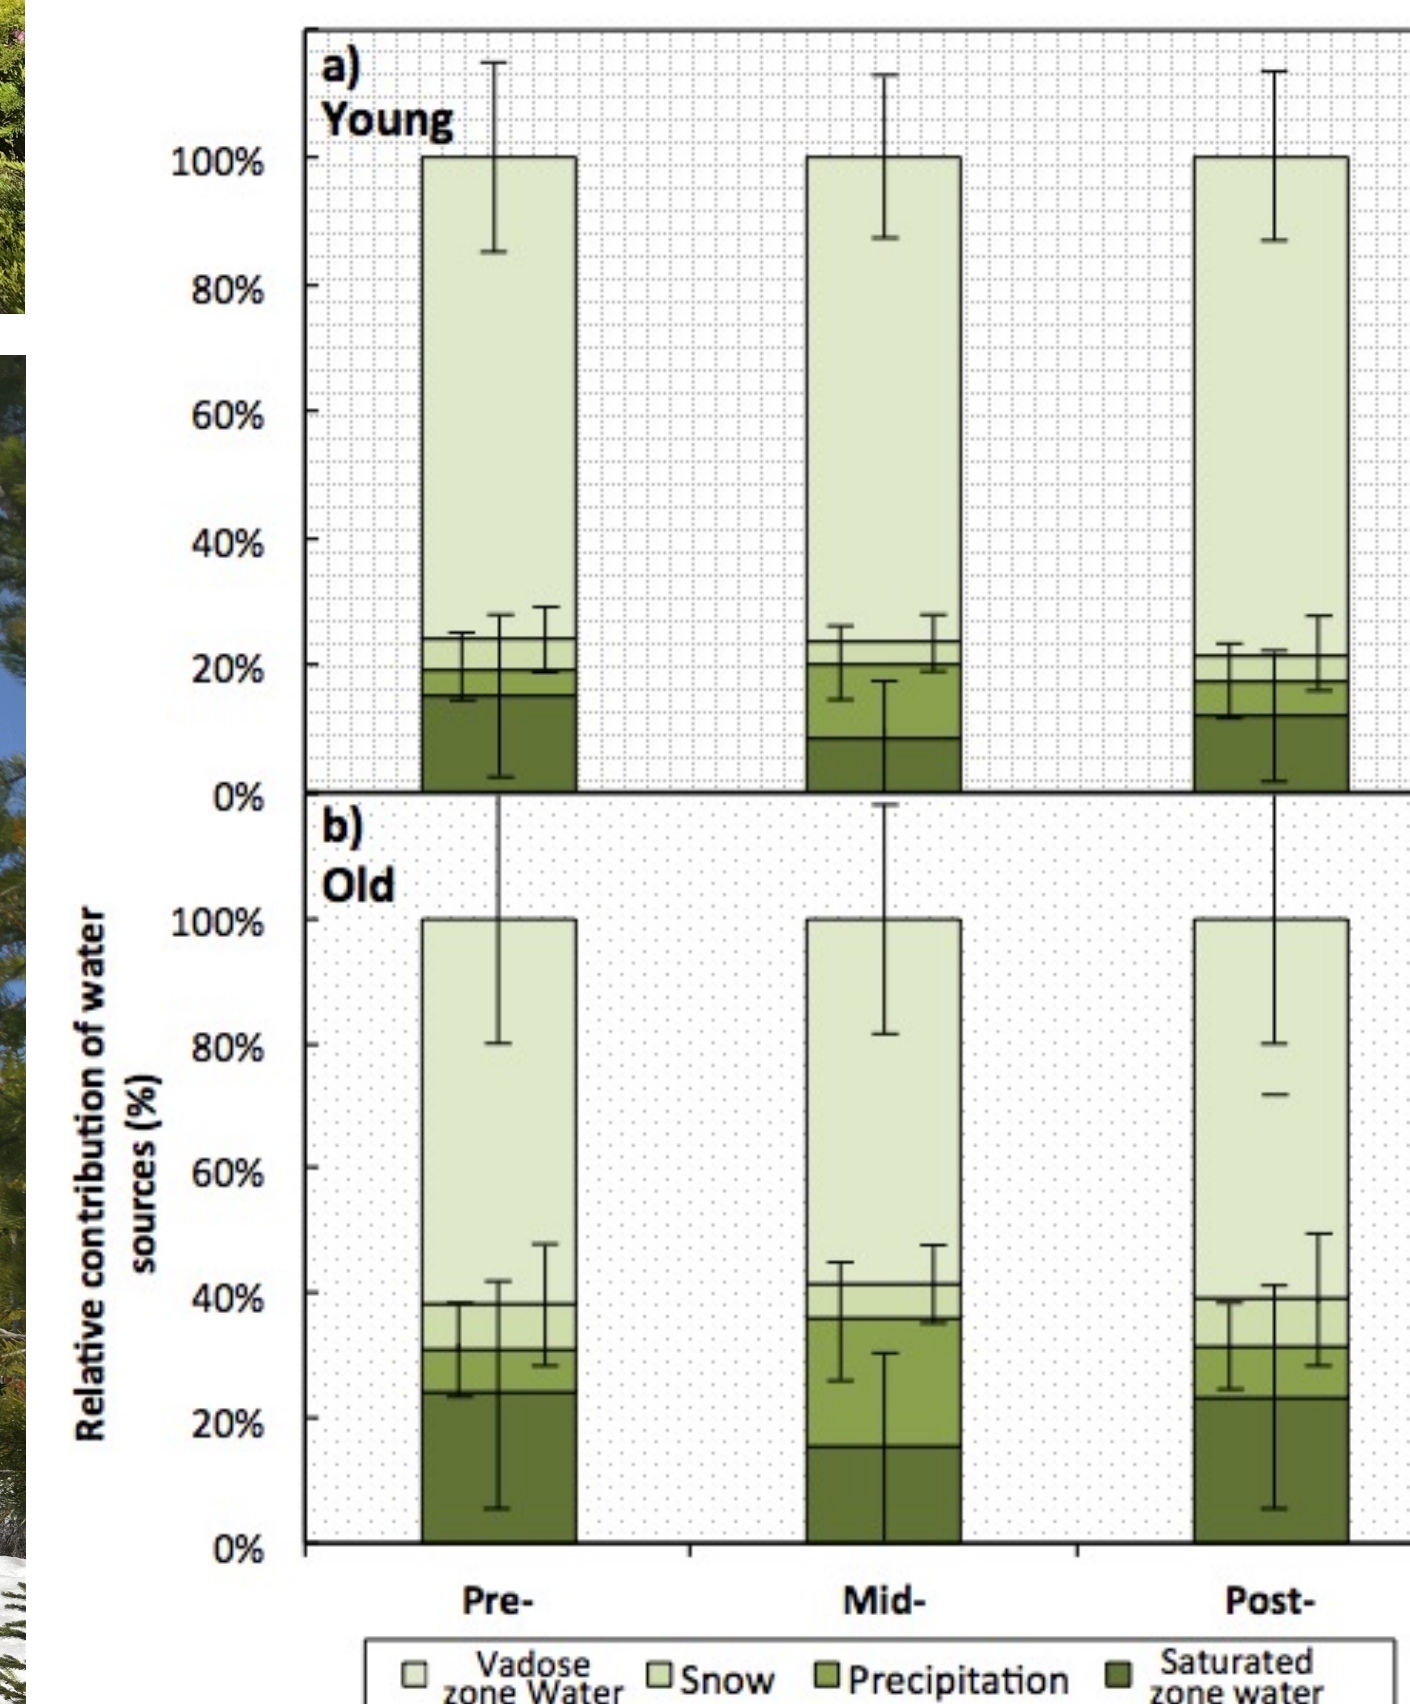 a)
Young
100%
80%
60%
40%
20%
0%
b)
Old
100%
80%
60%
40%
20%
0%
Relative contribution of water
sources (%)
Pre-
Mid-
Post-
Vadose
zone Water
Snow
Precipitation
Saturated
zone water